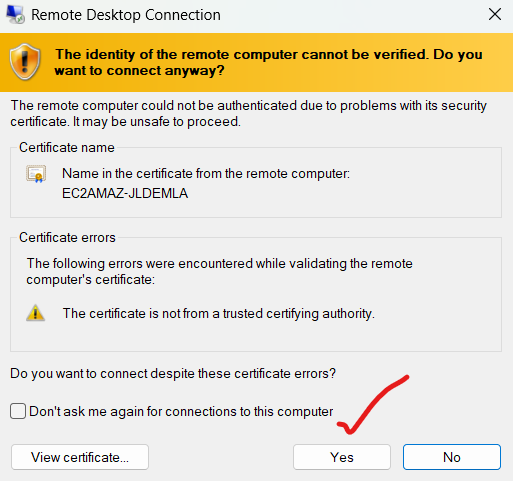 Remote Desktop Connection
The identity of the remote computer cannot be verified. Do you
want to connect anyway?
The remote computer could not be authenticated due to problems with its security
certificate. It may be unsafe to proceed.
Certificate name
Name in the certificate from the remote computer:
EC2AMAZ-JLDEMLA
Certificate errors
The following errors were encountered while validating the remote
computer's certificate:
The certificate is not from a trusted certifying authority.
Do you want to connect despite these certificate errors?
Don't ask me again for connections to this computer
View certificate...
Yes
No